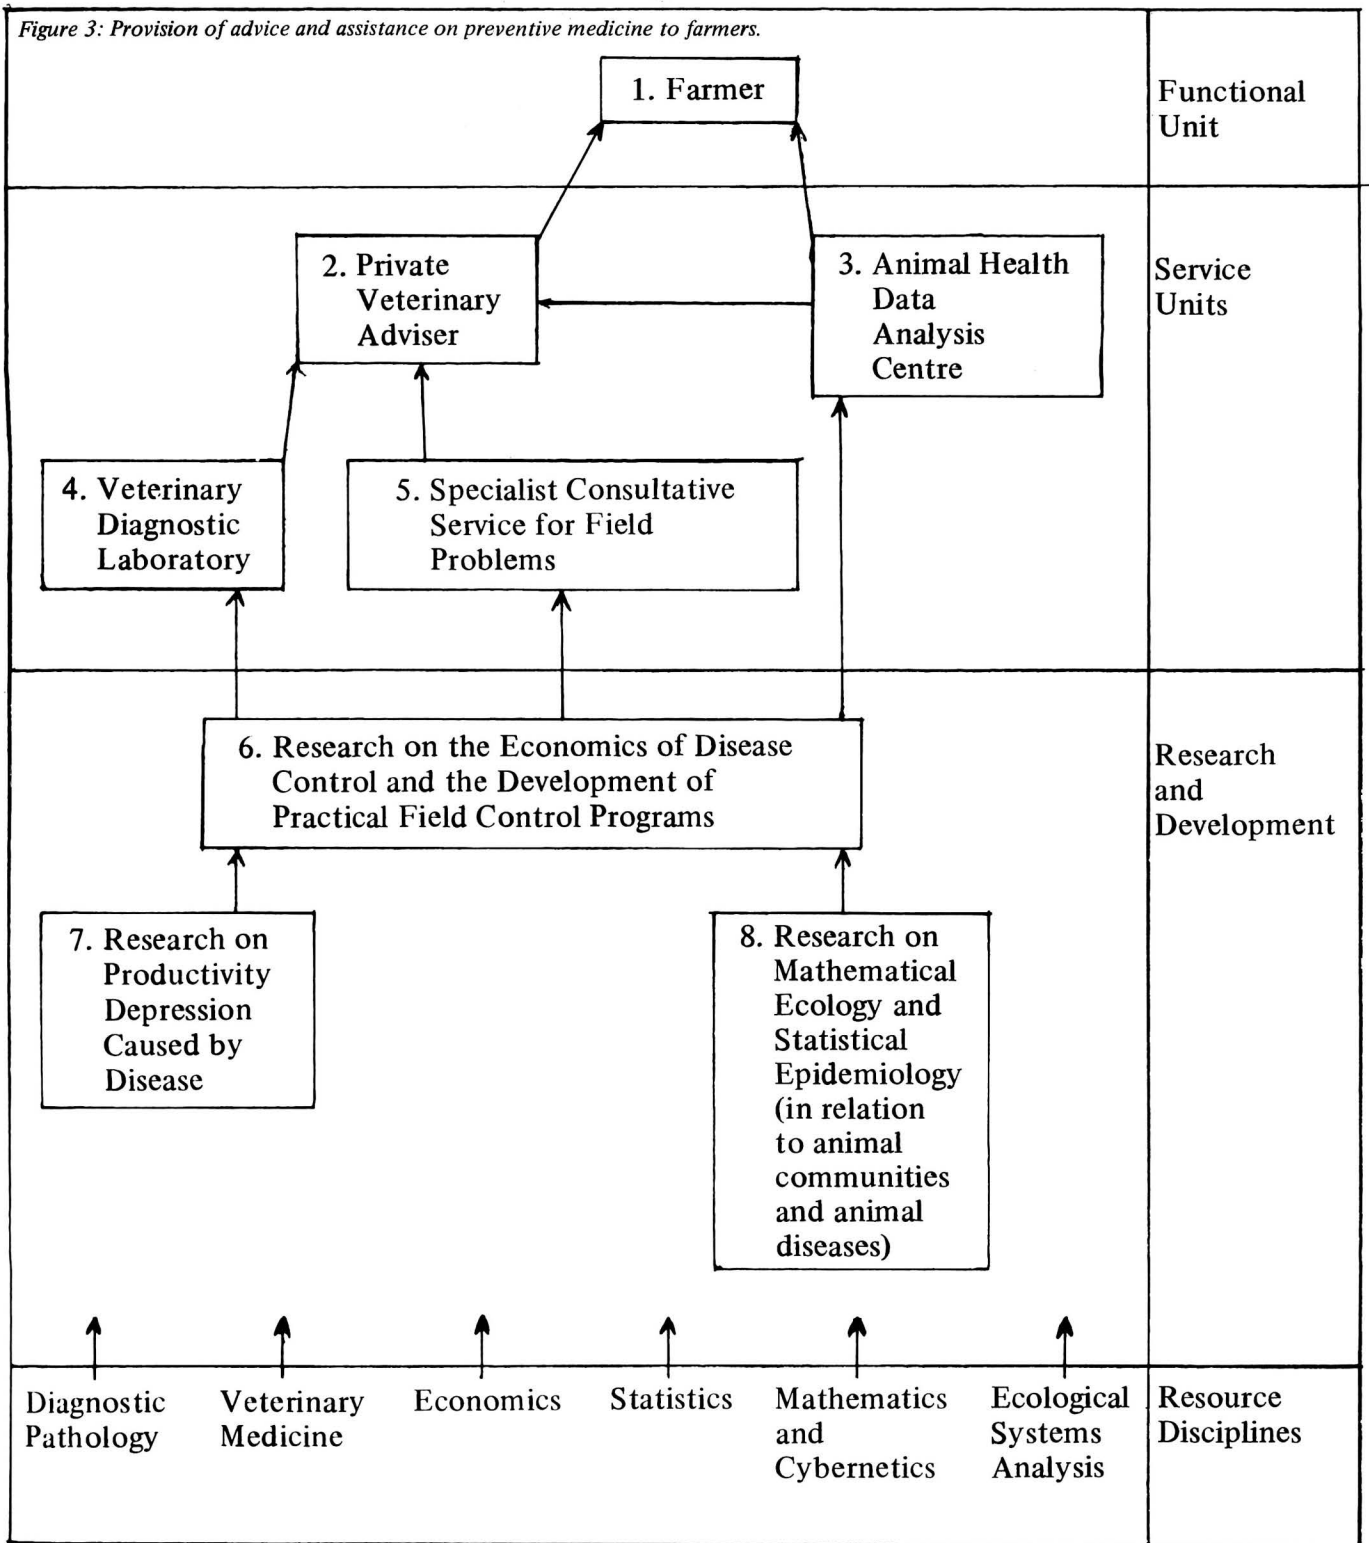 Figure 3: Provision of advice and assistance on preventive medicine to farmers.
1. Farmer
Functional
Unit
2. Private
Veterinary
Adviser
3. Animal Health
Data
Analysis
Centre
Service
Units
4. Veterinary
Diagnostic
Laboratory
5. Specialist Consultative
Service for Field
Problems
6. Research on the Economics of Disease
Control and the Development of
Practical Field Control Programs
Research
and
Development
7. Research on
Productivity
Depression
Caused by
Disease
8. Research on
Mathematical
Ecology and
Statistical
Epidemiology
(in relation
to animal
communities
and animal
diseases)
Diagnostic
Pathology
Veterinary
Medicine
Economics
Statistics
Mathematics
and
Cybernetics
Ecological
Systems
Analysis
Resource
Disciplines